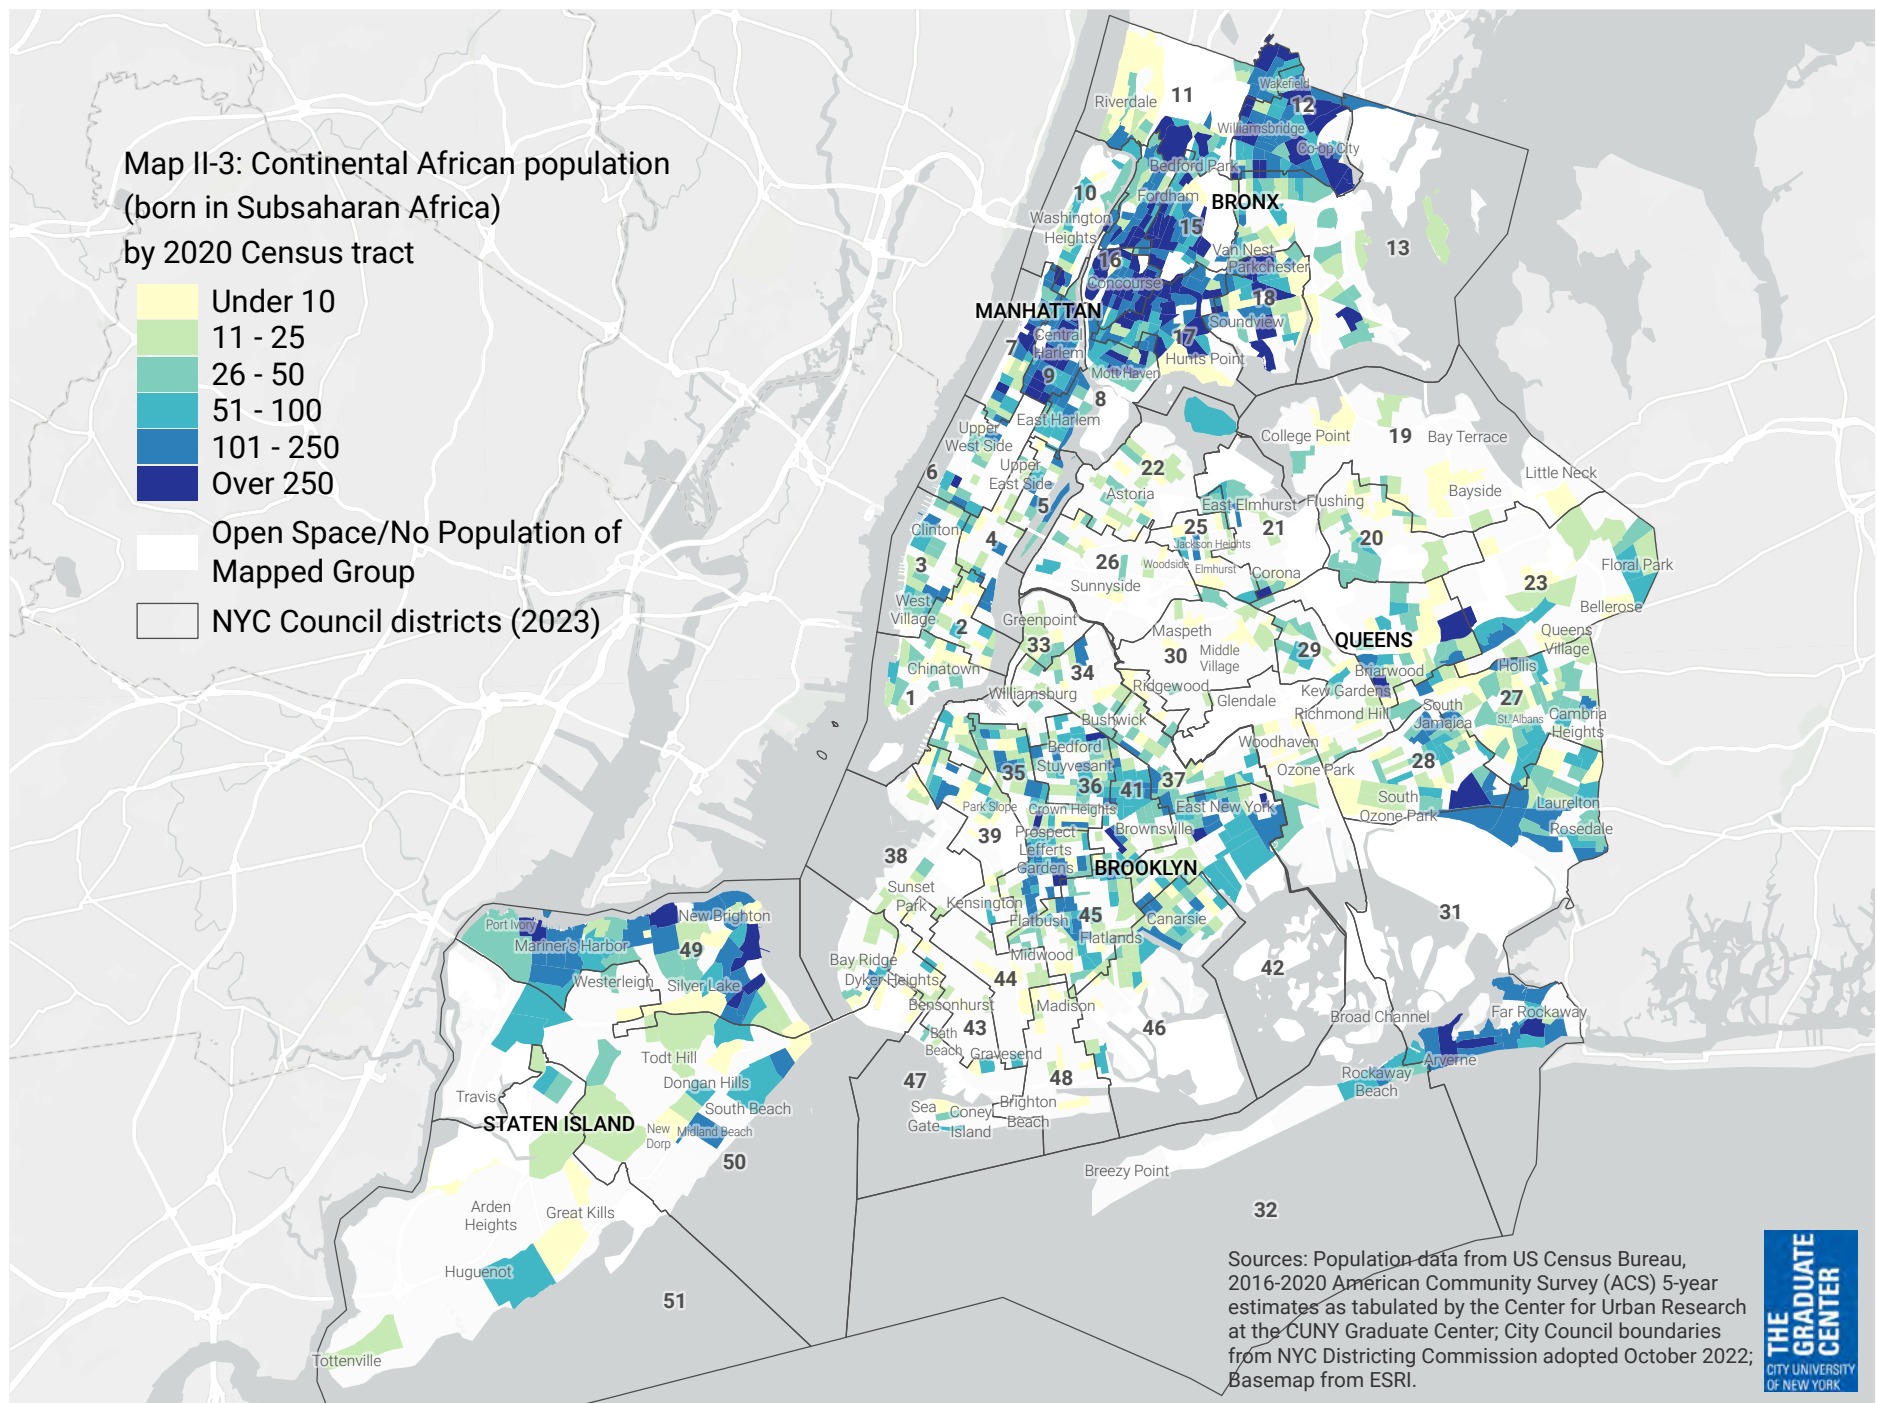 Map II-3: Continental African population
(born in Subsaharan Africa)
by 2020 Census tract
Under 10
11 - 25
26 - 50
51 - 100
101 - 250
Over 250
Open Space/No Population of
Mapped Group
NYC Council districts (2023)
Wakefield
11
Riverdale
12
Williamsbridge
Co-op City
Bedford Park
10
Fordham
BRONX
Washington
Heights
15
13
Van Nest
16
Parkchester
Concourse
18
MANHATTAN
Soundview
Central
Harlem
17
7
Hunts Point
9
Mott Haven
8
East Harlem
Upper
West Side
College Point
19
Bay Terrace
6
Upper
East Side
22
Little Neck
Astoria
Bayside
5
East Elmhurst
Flushing
Clinton
25
21
4
Jackson Heights
20
3
26
Woodside
Elmhurst
Corona
Floral Park
Sunnyside
23
West
Village
Bellerose
2
Greenpoint
Maspeth
QUEENS
Queens
Village
33
30
Middle
Village
29
Chinatown
34
Briarwood
Hollis
1
Williamsburg
Ridgewood
Kew Gardens
27
Glendale
South
Jamaica
Richmond Hill
St. Albans
Cambria
Heights
Bushwick
Bedford
Stuyvesant
Woodhaven
35
37
Ozone Park
28
36
41
Park Slope
Crown Heights
East New York
South
Ozone Park
Laurelton
39
Prospect
Lefferts
Gardens
Brownsville
Rosedale
38
BROOKLYN
Sunset
Park
Kensington
Flatbush
45
Canarsie
31
New Brighton
Port Ivory
Mariner's Harbor
49
Flatlands
Bay Ridge
Midwood
42
Westerleigh
Silver Lake
Dyker Heights
44
Bensonhurst
Madison
Broad Channel
Far Rockaway
43
46
Bath
Beach
Gravesend
Todt Hill
Arverne
Dongan Hills
47
48
Rockaway
Beach
Travis
South Beach
Sea
Gate
Coney
Island
Brighton
Beach
STATEN ISLAND
New
Dorp
Midland Beach
50
Breezy Point
Arden
Heights
Great Kills
32
Huguenot
51
Tottenville
Sources: Population data from US Census Bureau,
2016-2020 American Community Survey (ACS) 5-year
estimates as tabulated by the Center for Urban Research
at the CUNY Graduate Center; City Council boundaries
from NYC Districting Commission adopted October 2022;
Basemap from ESRI.
THE
GRADUATE
CENTER
CITY UNIVERSITY
OF NEW YORK